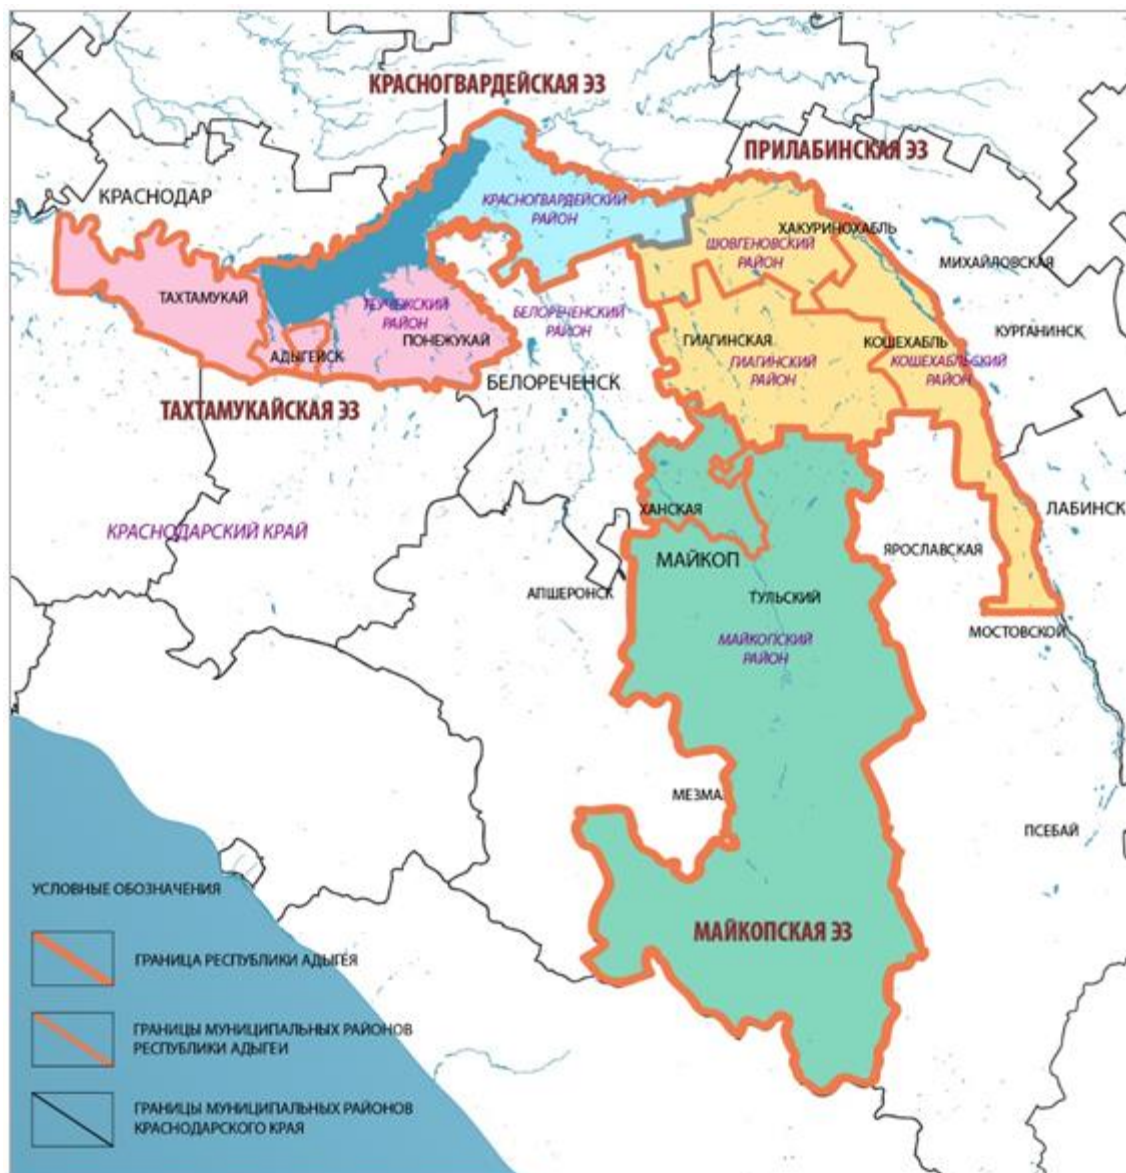 КРАСНОГВАРДЕЙСКАЯ ЭЗ
ПРИЛАБИНСКАЯ ЭЗ
КРАСНОДАР
КРАСНОГВАРДЕЙСКИЙ
РАЙОН
ХАКУРИНОХАБЛЬ
ШОВГЕНОВСКИЙ
РАЙОН
МИХАЙЛОВСКАЯ
ТАХТАМУКАЙ
ТЕУЧЕЖСКИЙ
РАЙОН
БЕЛОРЕЧЕНСКИЙ
РАЙОН
КУРГАНИНСК
ПОНЕЖУКАЙ
ГИАГИНСКАЯ
КОШЕХАБЛЬ
АДЫГЕЙСК
ГИАГИНСКИЙ
РАЙОН
КОШЕХАБЛЬСКИЙ
РАЙОН
БЕЛОРЕЧЕНСК
ТАХТАМУКАЙСКАЯ ЭЗ
ХАНСКАЯ
ЛАБИНСК
КРАСНОДАРСКИЙ КРАЙ
ЯРОСЛАВСКАЯ
МАЙКОП
АПШЕРОНСК
ТУЛЬСКИЙ
МОСТОВСКОЙ
МАЙКОПСКИЙ
РАЙОН
МЕЗМА
ПСЕБАЙ
УСЛОВНЫЕ ОБОЗНАЧЕНИЯ
МАЙКОПСКАЯ ЭЗ
ГРАНИЦА РЕСПУБЛИКИ АДЫГЕЯ
ГРАНИЦЫ МУНИЦИПАЛЬНЫХ РАЙОНОВ
РЕСПУБЛИКИ АДЫГЕИ
ГРАНИЦЫ МУНИЦИПАЛЬНЫХ РАЙОНОВ
КРАСНОДАРСКОГО КРАЯ